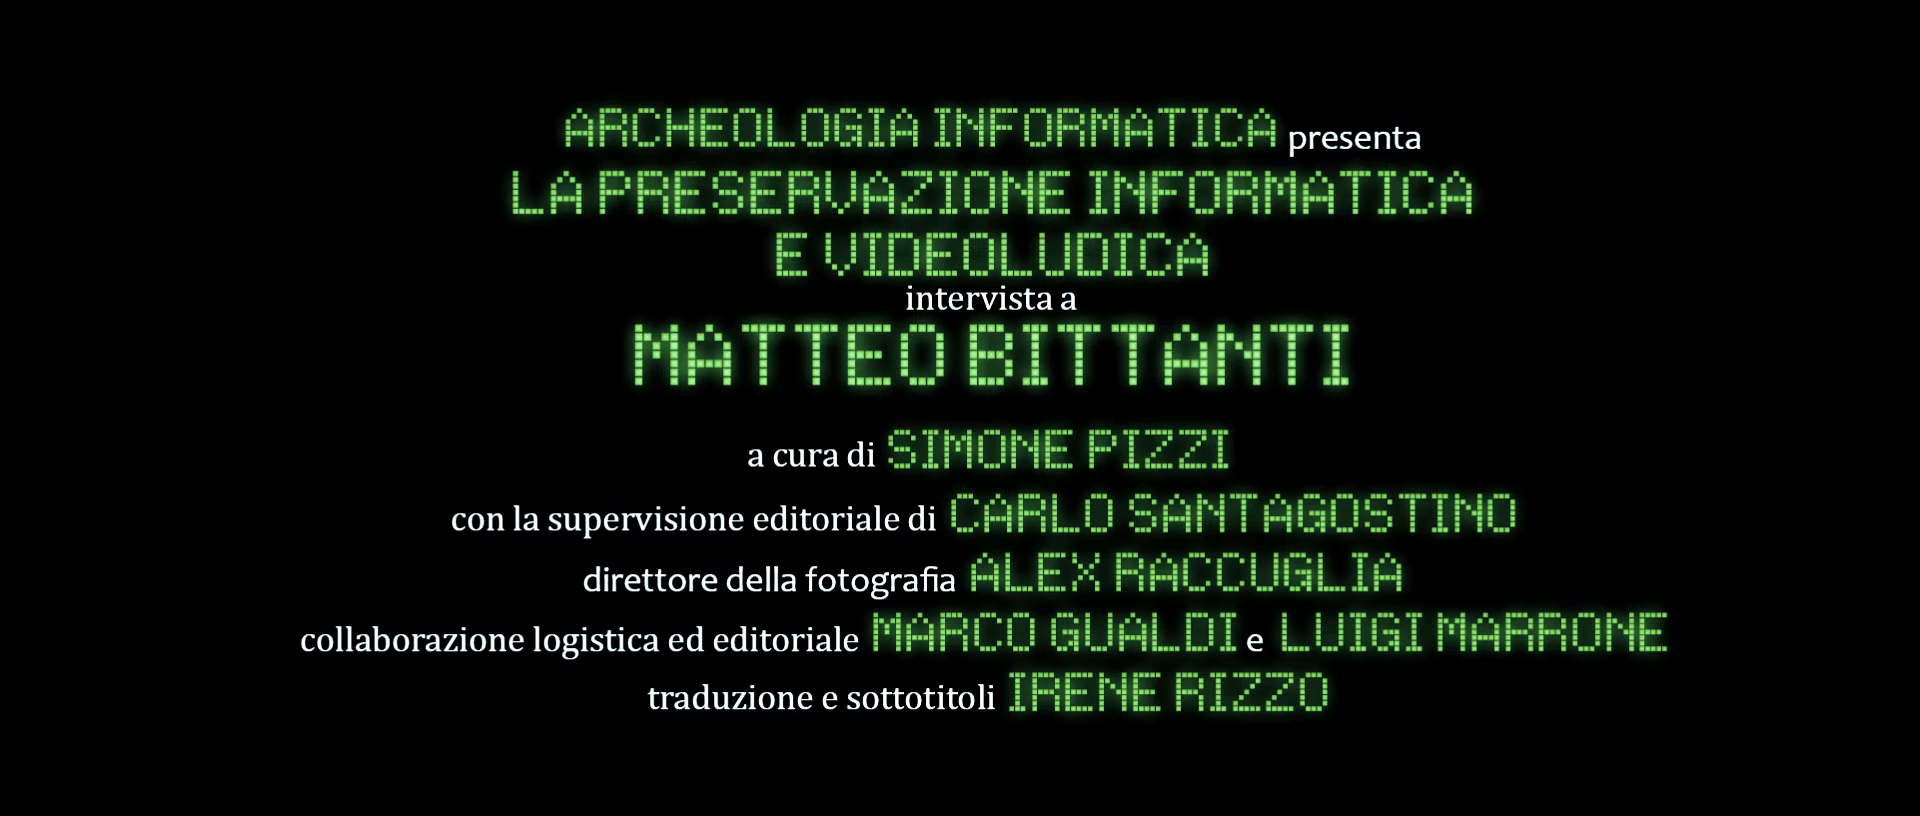 ARCHEOLOGIA INFORMATICA presenta
LA PRESERVAZIONE INFORMATICA
E VIDEOLUDICA
intervista a
MATTEO BITTANTI
a cura di SIMONE PIZZI
con la supervisione editoriale di CARLO SANTAGOSTINO
direttore della fotografia ALEX RACCUGLIA
collaborazione logistica ed editoriale MARCO GUALDI e LUIGI MARRONE
traduzione e sottotitoli IRENE RIZZO